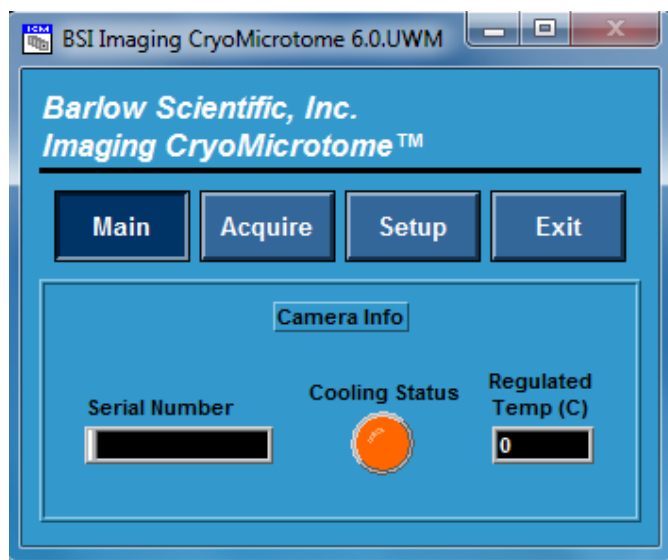 ICM
BSI Imaging CryoMicrotome 6.0.UWM
Barlow Scientific, Inc.
Imaging CryoMicrotome™
Main Acquire Setup Exit
Camera Info
Serial Number
Cooling Status
Regulated
Temp (C)
0